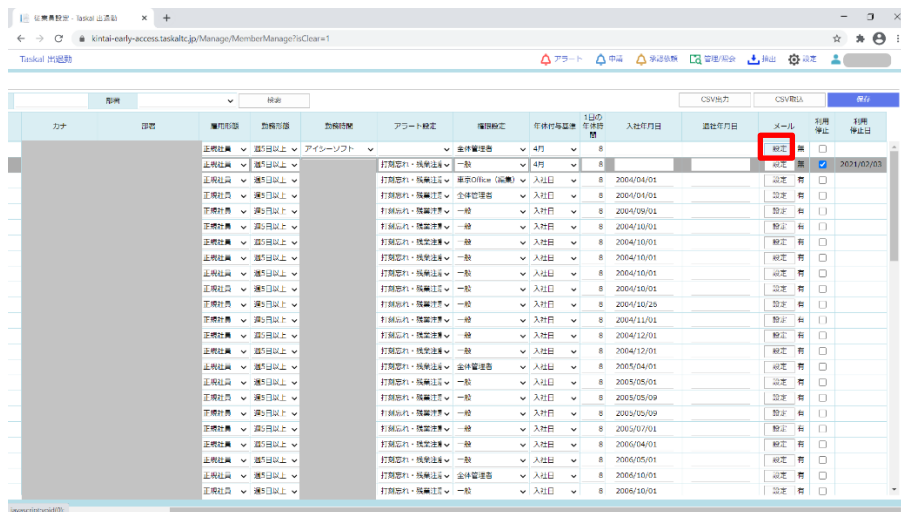 従業員設定 - Taskal 出退勤 × +
kintai-early-access.taskaltc.jp/Manage/MemberManage?isClear=1
Taskal 出退勤 アラート 申請 承認依頼 管理/照会 抽出 設定
部署 検索 CSV出力 CSV取込 保存
カナ 部署 雇用形態 勤務形態 勤務時間 アラート設定 権限設定 年休付与基準 1日の年休時間 入社年月日 退社年月日 メール 利用停止 利用停止日
正規社員 週5日以上 アイシーソフト 全体管理者 4月 8 設定 無
正規社員 週5日以上 打刻忘れ・残業注意 一般 4月 8 設定 無 2021/02/03
正規社員 週5日以上 打刻忘れ・残業注意 東京Office（編集） 入社日 8 2004/04/01 設定 有
正規社員 週5日以上 打刻忘れ・残業注意 全体管理者 入社日 8 2004/04/01 設定 有
正規社員 週5日以上 打刻忘れ・残業注意 一般 入社日 8 2004/09/01 設定 有
正規社員 週5日以上 打刻忘れ・残業注意 一般 入社日 8 2004/10/01 設定 有
正規社員 週5日以上 打刻忘れ・残業注意 一般 入社日 8 2004/10/01 設定 有
正規社員 週5日以上 打刻忘れ・残業注意 一般 入社日 8 2004/10/01 設定 有
正規社員 週5日以上 打刻忘れ・残業注意 一般 入社日 8 2004/10/01 設定 有
正規社員 週5日以上 打刻忘れ・残業注意 一般 入社日 8 2004/10/01 設定 有
正規社員 週5日以上 打刻忘れ・残業注意 一般 入社日 8 2004/10/26 設定 有
正規社員 週5日以上 打刻忘れ・残業注意 一般 入社日 8 2004/11/01 設定 有
正規社員 週5日以上 打刻忘れ・残業注意 一般 入社日 8 2004/12/01 設定 有
正規社員 週5日以上 打刻忘れ・残業注意 一般 入社日 8 2004/12/01 設定 有
正規社員 週5日以上 打刻忘れ・残業注意 全体管理者 入社日 8 2005/04/01 設定 有
正規社員 週5日以上 打刻忘れ・残業注意 一般 入社日 8 2005/05/01 設定 有
正規社員 週5日以上 打刻忘れ・残業注意 一般 入社日 8 2005/05/09 設定 有
正規社員 週5日以上 打刻忘れ・残業注意 一般 入社日 8 2005/05/09 設定 有
正規社員 週5日以上 打刻忘れ・残業注意 一般 入社日 8 2005/07/01 設定 有
正規社員 週5日以上 打刻忘れ・残業注意 一般 入社日 8 2006/04/01 設定 有
正規社員 週5日以上 打刻忘れ・残業注意 一般 入社日 8 2006/05/01 設定 有
正規社員 週5日以上 打刻忘れ・残業注意 全体管理者 入社日 8 2006/10/01 設定 有
正規社員 週5日以上 打刻忘れ・残業注意 一般 入社日 8 2006/10/01 設定 有
javascript:void(0);